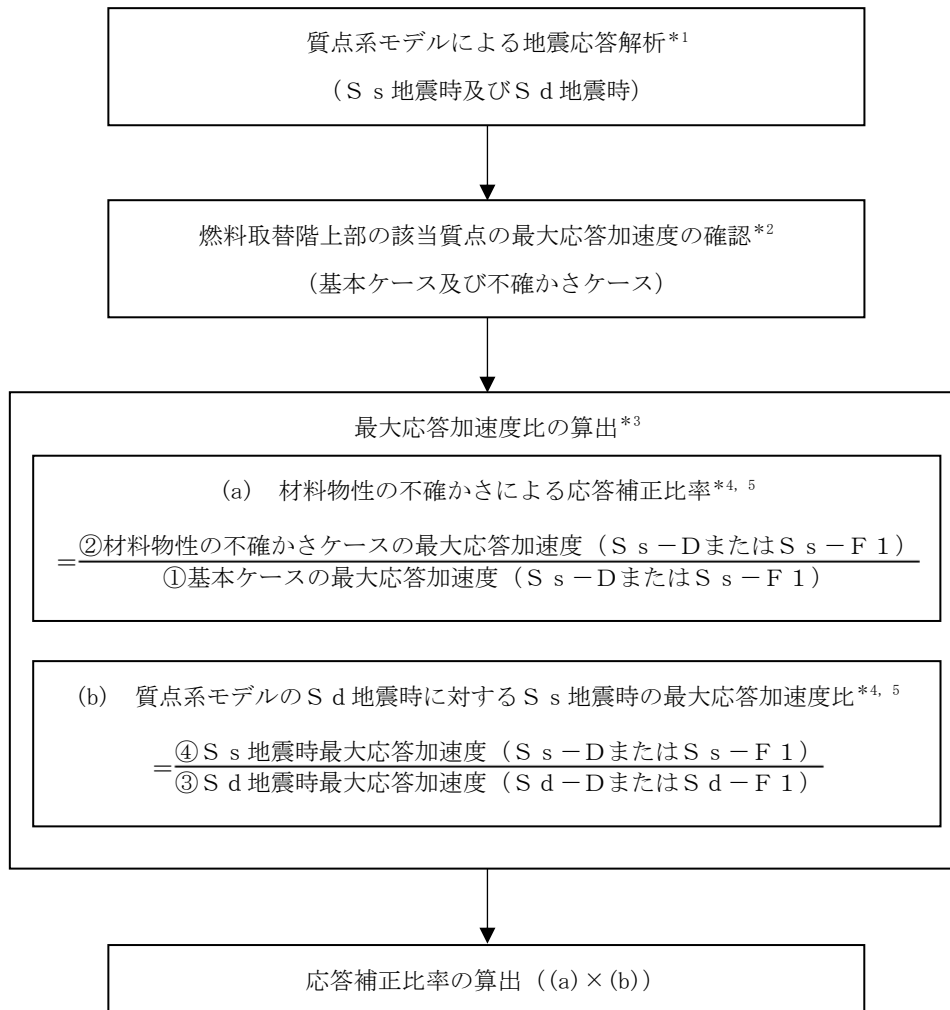 質点系モデルによる地震応答解析*1
（Ｓｓ地震時及びＳｄ地震時）
燃料取替階上部の該当質点の最大応答加速度の確認*2
（基本ケース及び不確かさケース）
最大応答加速度比の算出*3
(a) 材料物性の不確かさによる応答補正比率*4, 5
②材料物性の不確かさケースの最大応答加速度（Ｓｓ－ＤまたはＳｓ－Ｆ１）
=
①基本ケースの最大応答加速度（Ｓｓ－ＤまたはＳｓ－Ｆ１）
(b) 質点系モデルのＳｄ地震時に対するＳｓ地震時の最大応答加速度比*4, 5
④Ｓｓ地震時最大応答加速度（Ｓｓ－ＤまたはＳｓ－Ｆ１）
=
③Ｓｄ地震時最大応答加速度（Ｓｄ－ＤまたはＳｄ－Ｆ１）
応答補正比率の算出（(a)×(b)）